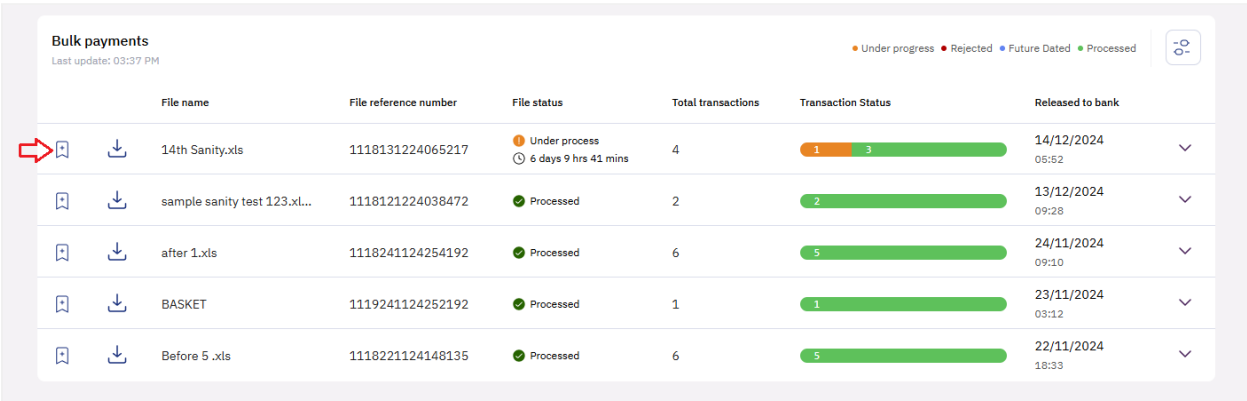 Bulk payments
Last update: 03:37 PM
Under progress Rejected Future Dated Processed
File name File reference number File status Total transactions Transaction Status Released to bank
14th Sanity.xls 1118131224065217 Under process 4 1 3 14/12/2024
6 days 9 hrs 41 mins 05:52
sample sanity test 123.xl... 1118121224038472 Processed 2 2 13/12/2024
09:28
after 1.xls 1118241124254192 Processed 6 5 24/11/2024
09:10
BASKET 1119241124252192 Processed 1 1 23/11/2024
03:12
Before 5 .xls 1118221124148135 Processed 6 5 22/11/2024
18:33